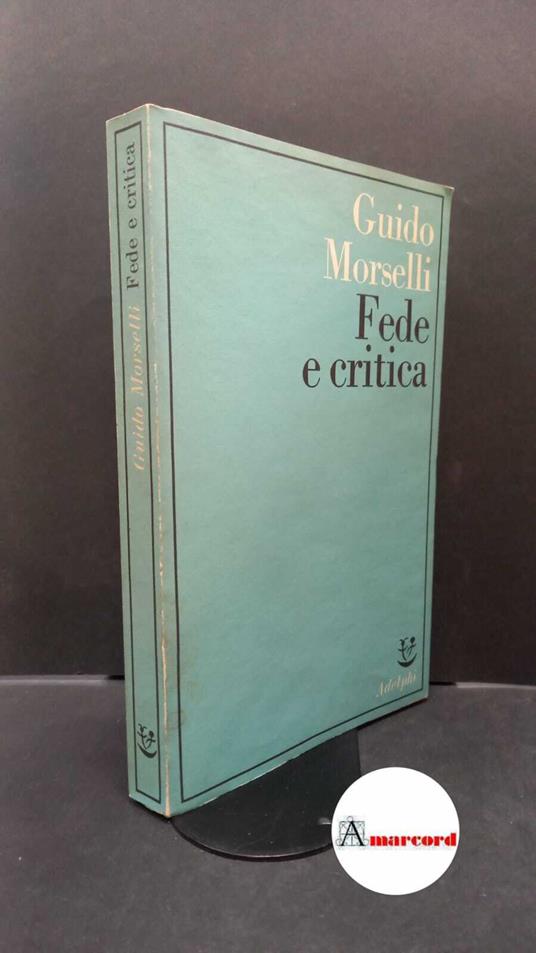 Guido
Morselli
Fede
e critica
Adelphi
Guido Morselli Fede e critica
Amarcord